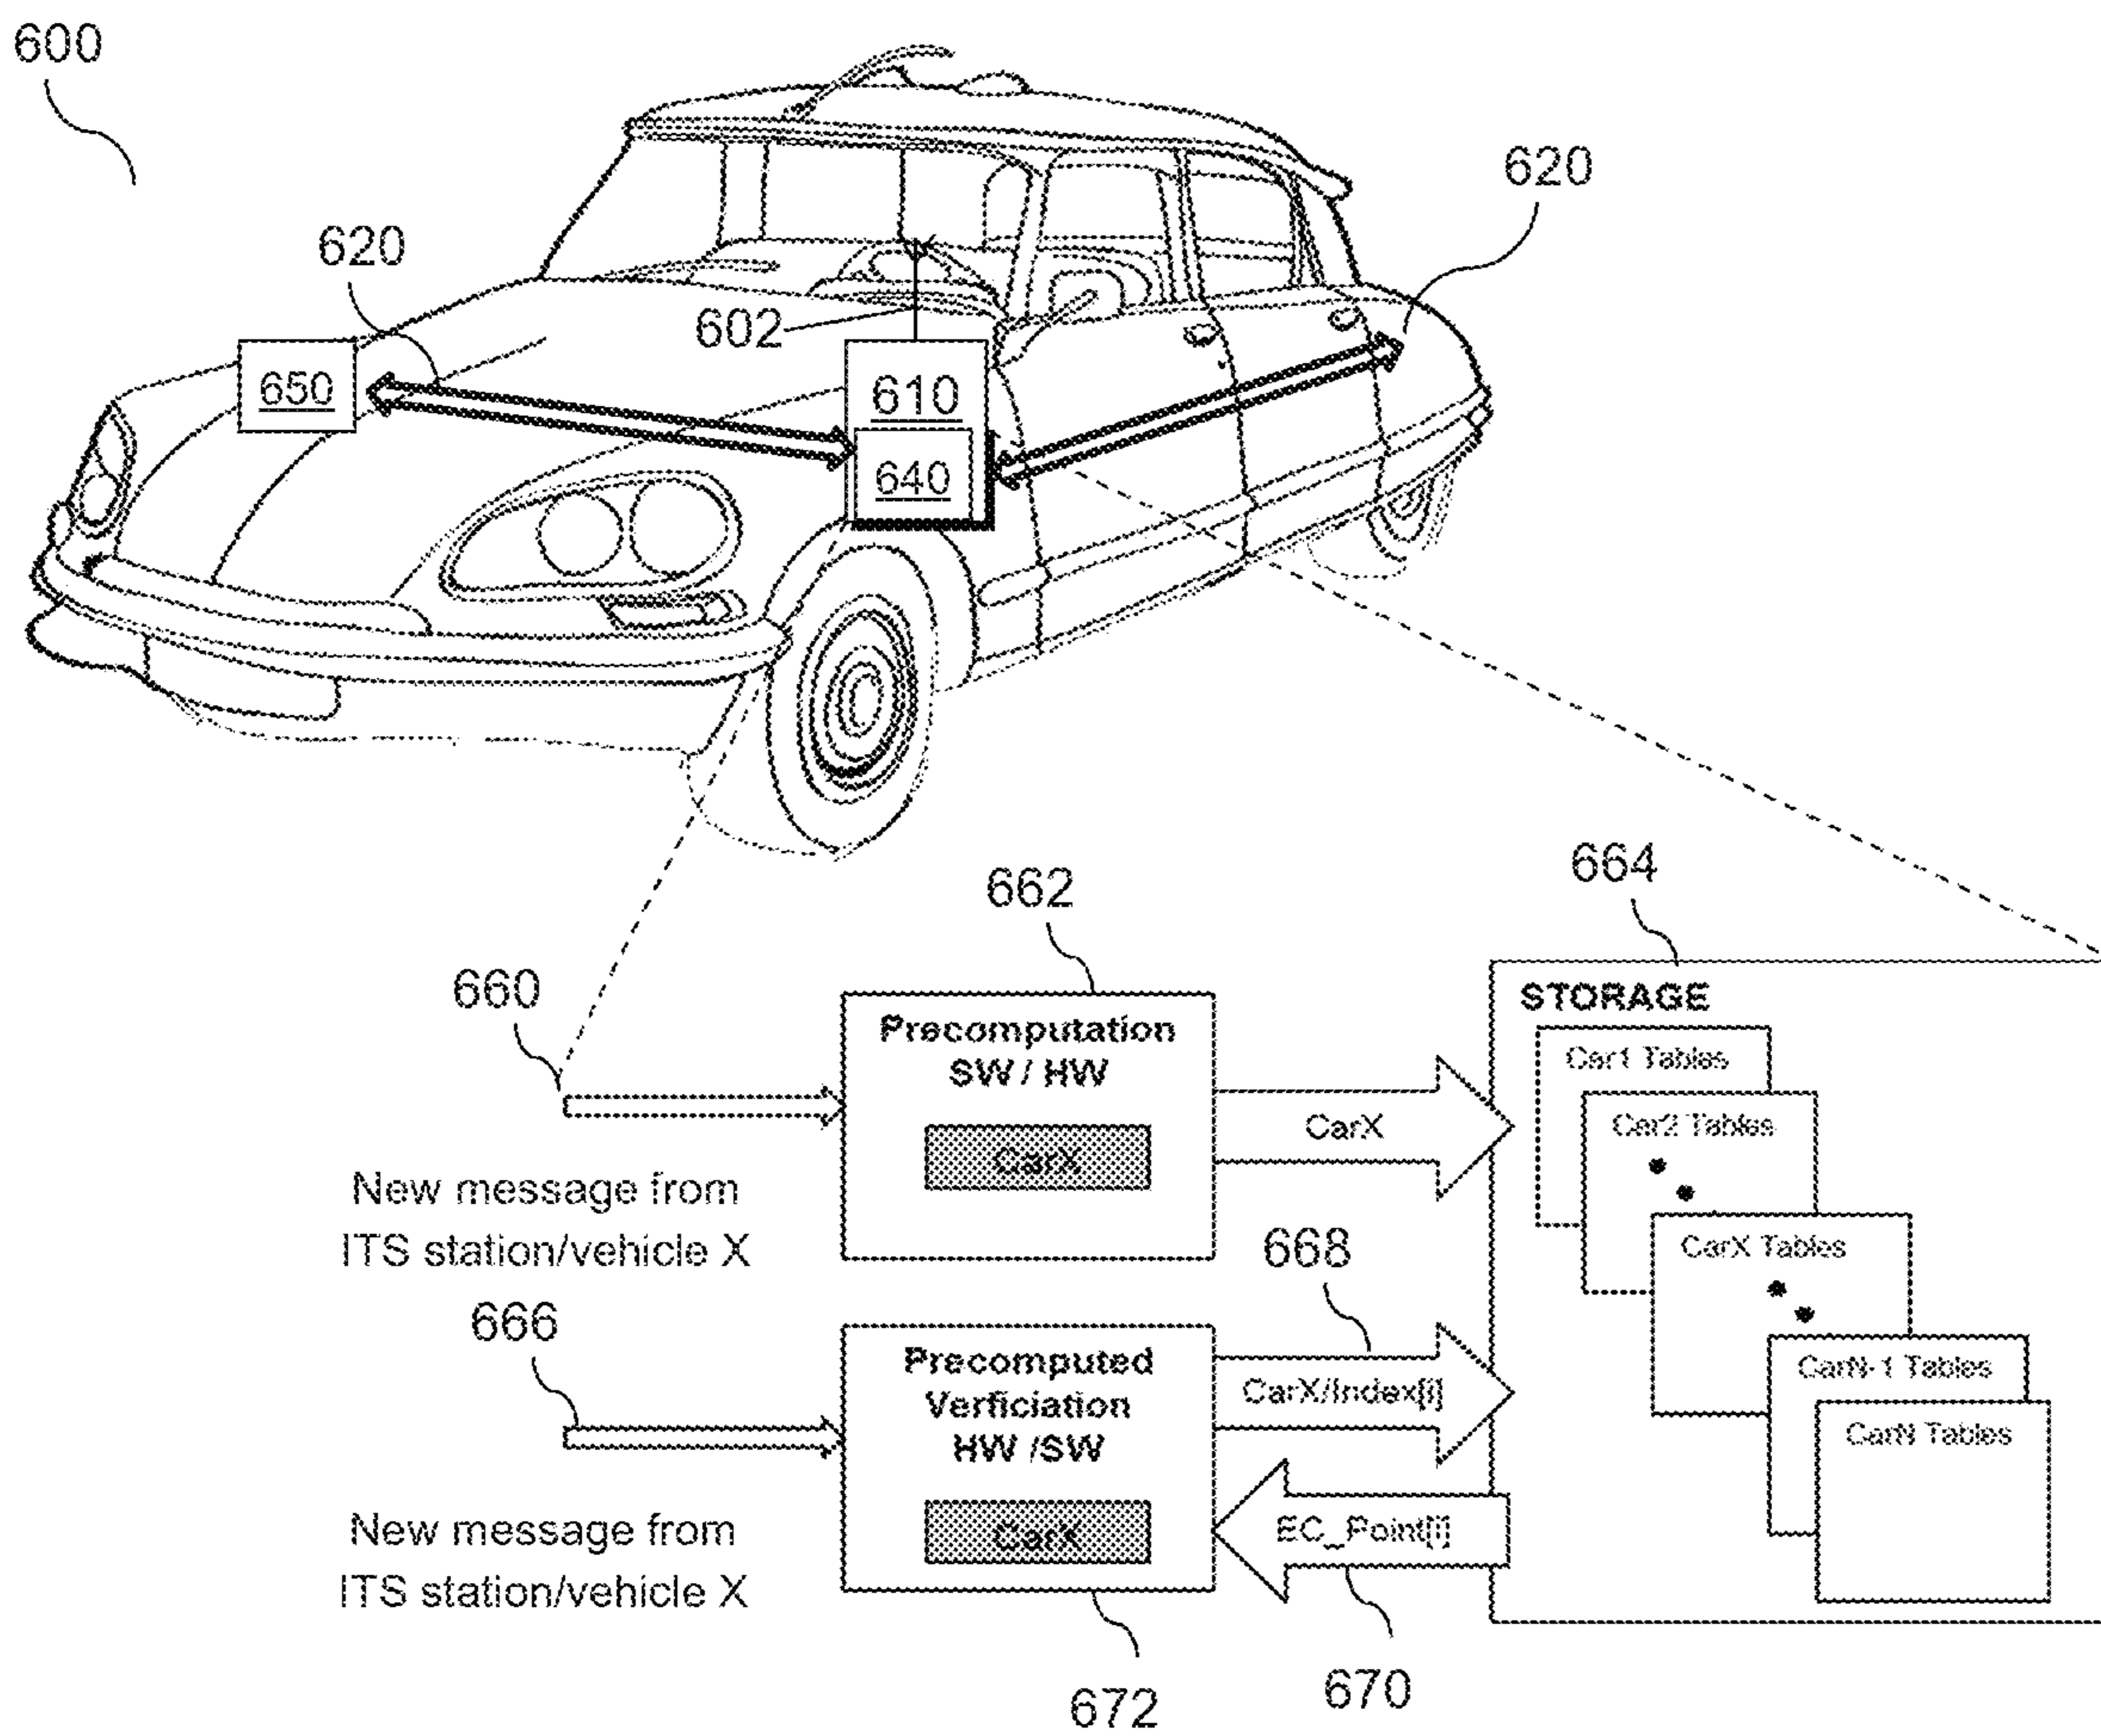 600
620
620
602
650
610
640
664
662
660
STORAGE
Precomputation
SW / HW
Car1 Tables
Car2 Tables
CarX
CarX
New message from
ITS station/vehicle X
CarX Tables
668
666
Precomputed
Verficiation
HW /SW
CarX/Index[i]
CarN-1 Tables
CarN Tables
CarX
EC_Point[i]
New message from
ITS station/vehicle X
670
672